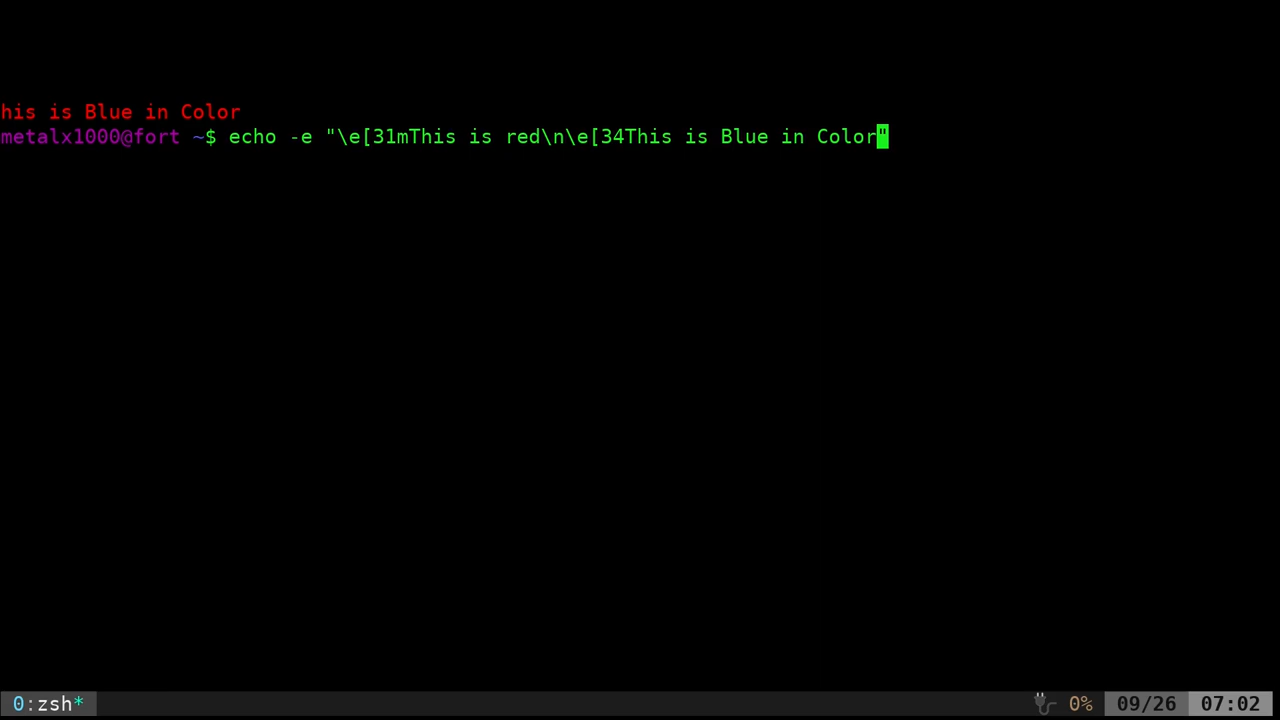 his is Blue in Color
metalx1000@fort ~$ echo -e "\e[31mThis is red\n\e[34This is Blue in Color"
0:zsh* 0% 09/26 07:02